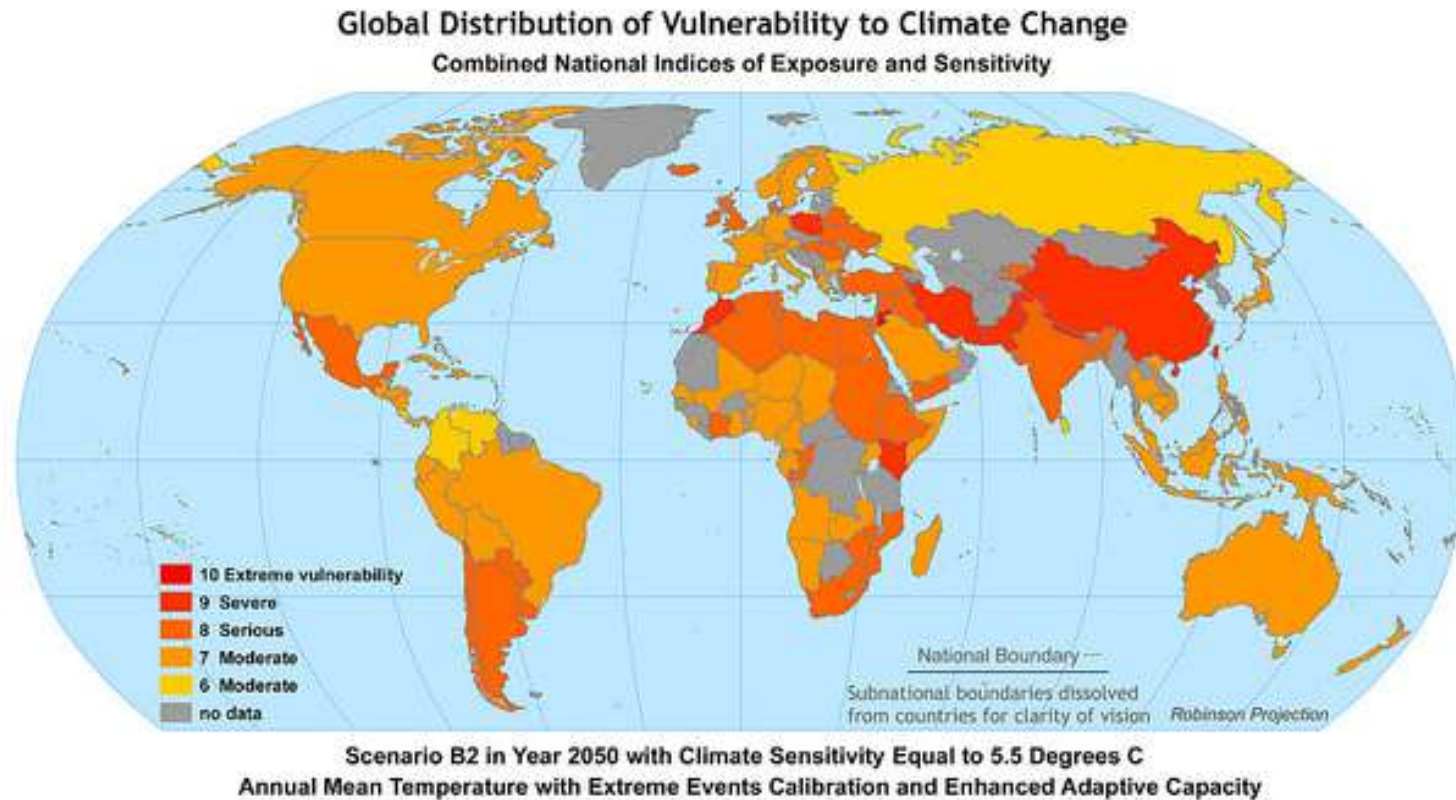 Global Distribution of Vulnerability to Climate Change
Combined National Indices of Exposure and Sensitivity
10 Extreme vulnerability
9 Severe
8 Serious
7 Moderate
6 Moderate
no data
National Boundary
Subnational boundaries dissolved
from countries for clarity of vision
Robinson Projection
Scenario B2 in Year 2050 with Climate Sensitivity Equal to 5.5 Degrees C
Annual Mean Temperature with Extreme Events Calibration and Enhanced Adaptive Capacity